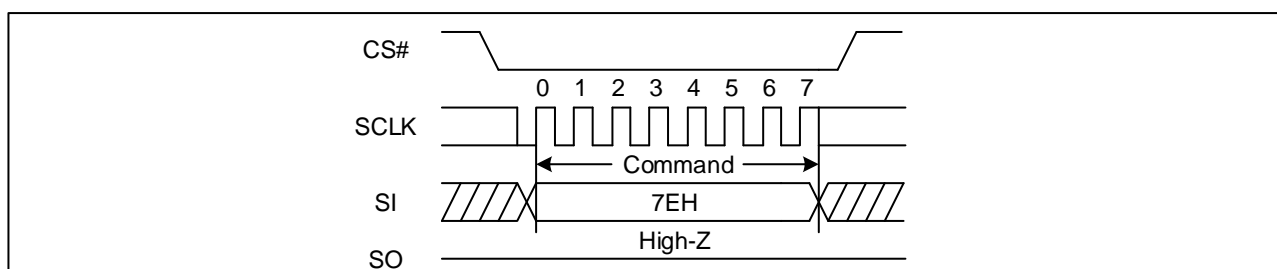 CS#
0 1 2 3 4 5 6 7
SCLK
Command
SI
7EH
High-Z
SO